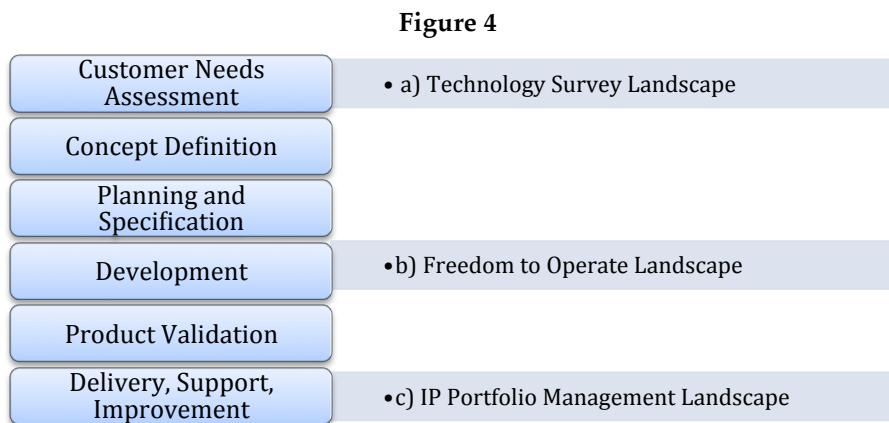 Figure 4
Customer Needs
Assessment
• a) Technology Survey Landscape
Concept Definition
Planning and
Specification
Development
•b) Freedom to Operate Landscape
Product Validation
Delivery, Support,
Improvement
•c) IP Portfolio Management Landscape